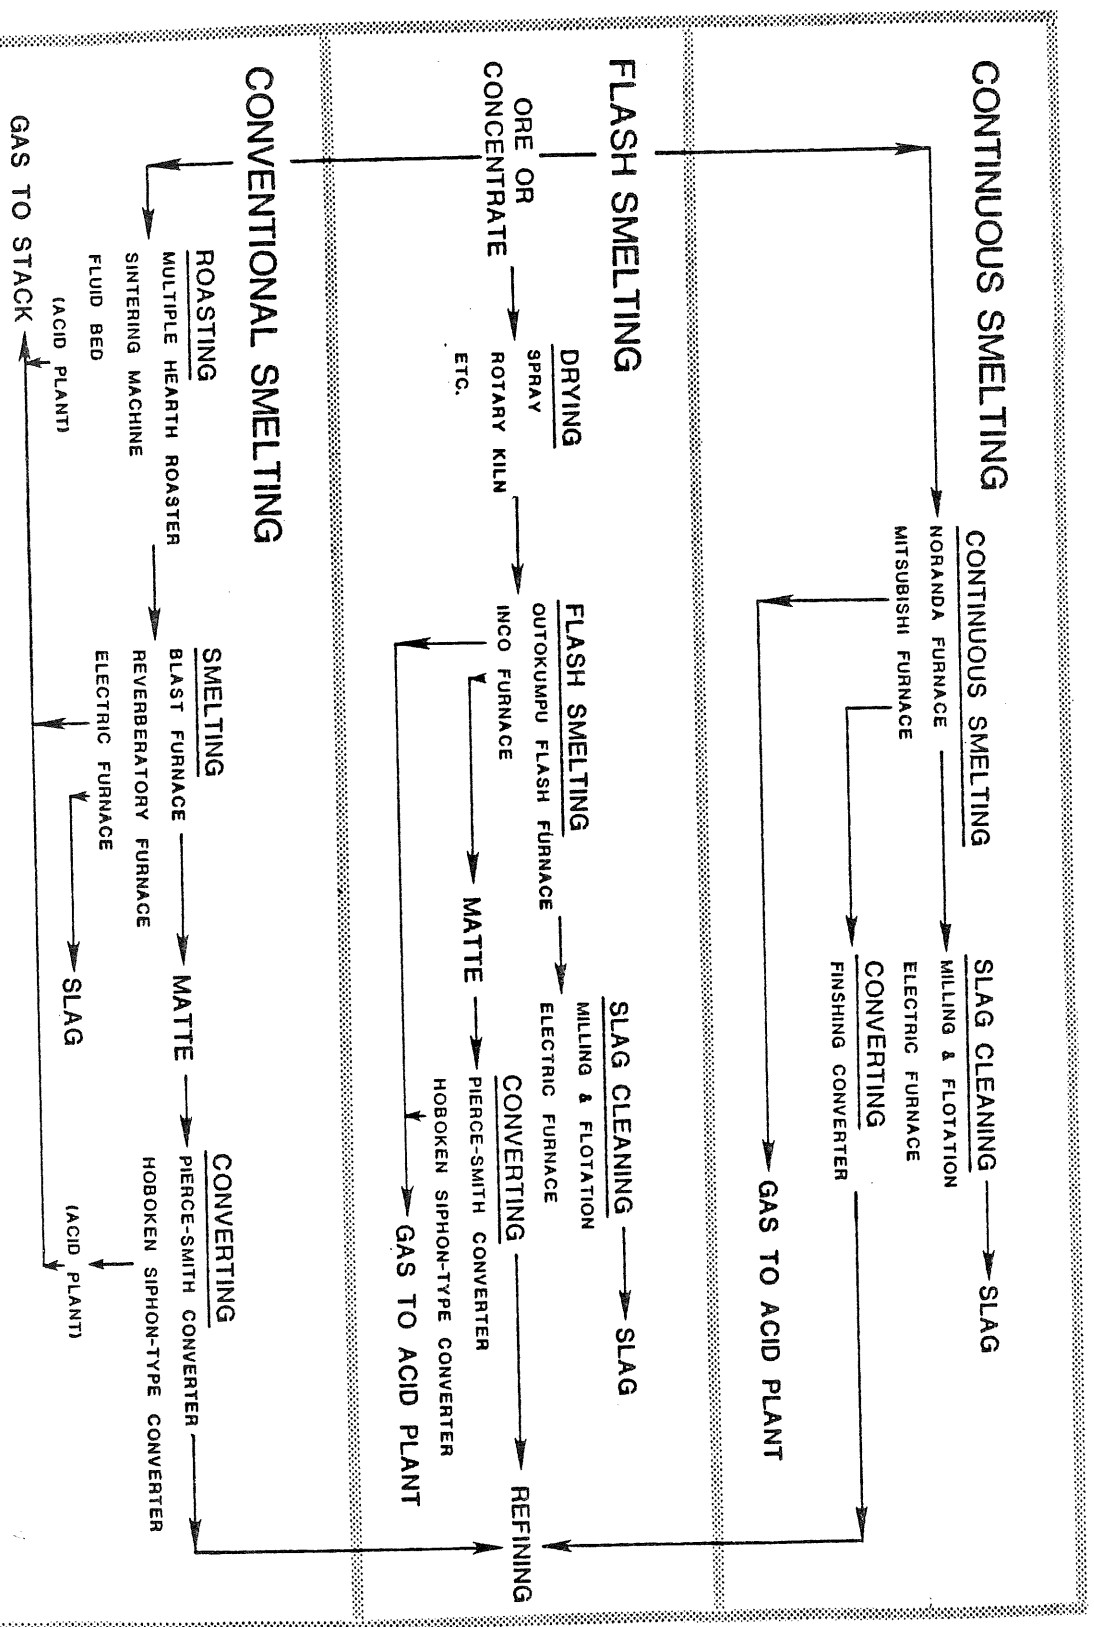 CONTINUOUS SMELTING
CONTINUOUS SMELTING
NORANDA FURNACE
MITSUBISHI FURNACE
SLAG CLEANING
MILLING & FLOTATION
ELECTRIC FURNACE
SLAG
CONVERTING
FINSHING CONVERTER
GAS TO ACID PLANT
FLASH SMELTING
ORE OR
CONCENTRATE
DRYING
SPRAY
ROTARY KILN
ETC.
FLASH SMELTING
OUTOKUMPU FLASH FURNACE
INCO FURNACE
SLAG CLEANING
MILLING & FLOTATION
ELECTRIC FURNACE
SLAG
MATTE
CONVERTING
PIERCE-SMITH CONVERTER
HOBOKEN SIPHON-TYPE CONVERTER
GAS TO ACID PLANT
REFINING
CONVENTIONAL SMELTING
ROASTING
MULTIPLE HEARTH ROASTER
SINTERING MACHINE
FLUID BED
(ACID PLANT)
SMELTING
BLAST FURNACE
REVERBERATORY FURNACE
ELECTRIC FURNACE
SLAG
MATTE
CONVERTING
PIERCE-SMITH CONVERTER
HOBOKEN SIPHON-TYPE CONVERTER
(ACID PLANT)
GAS TO STACK